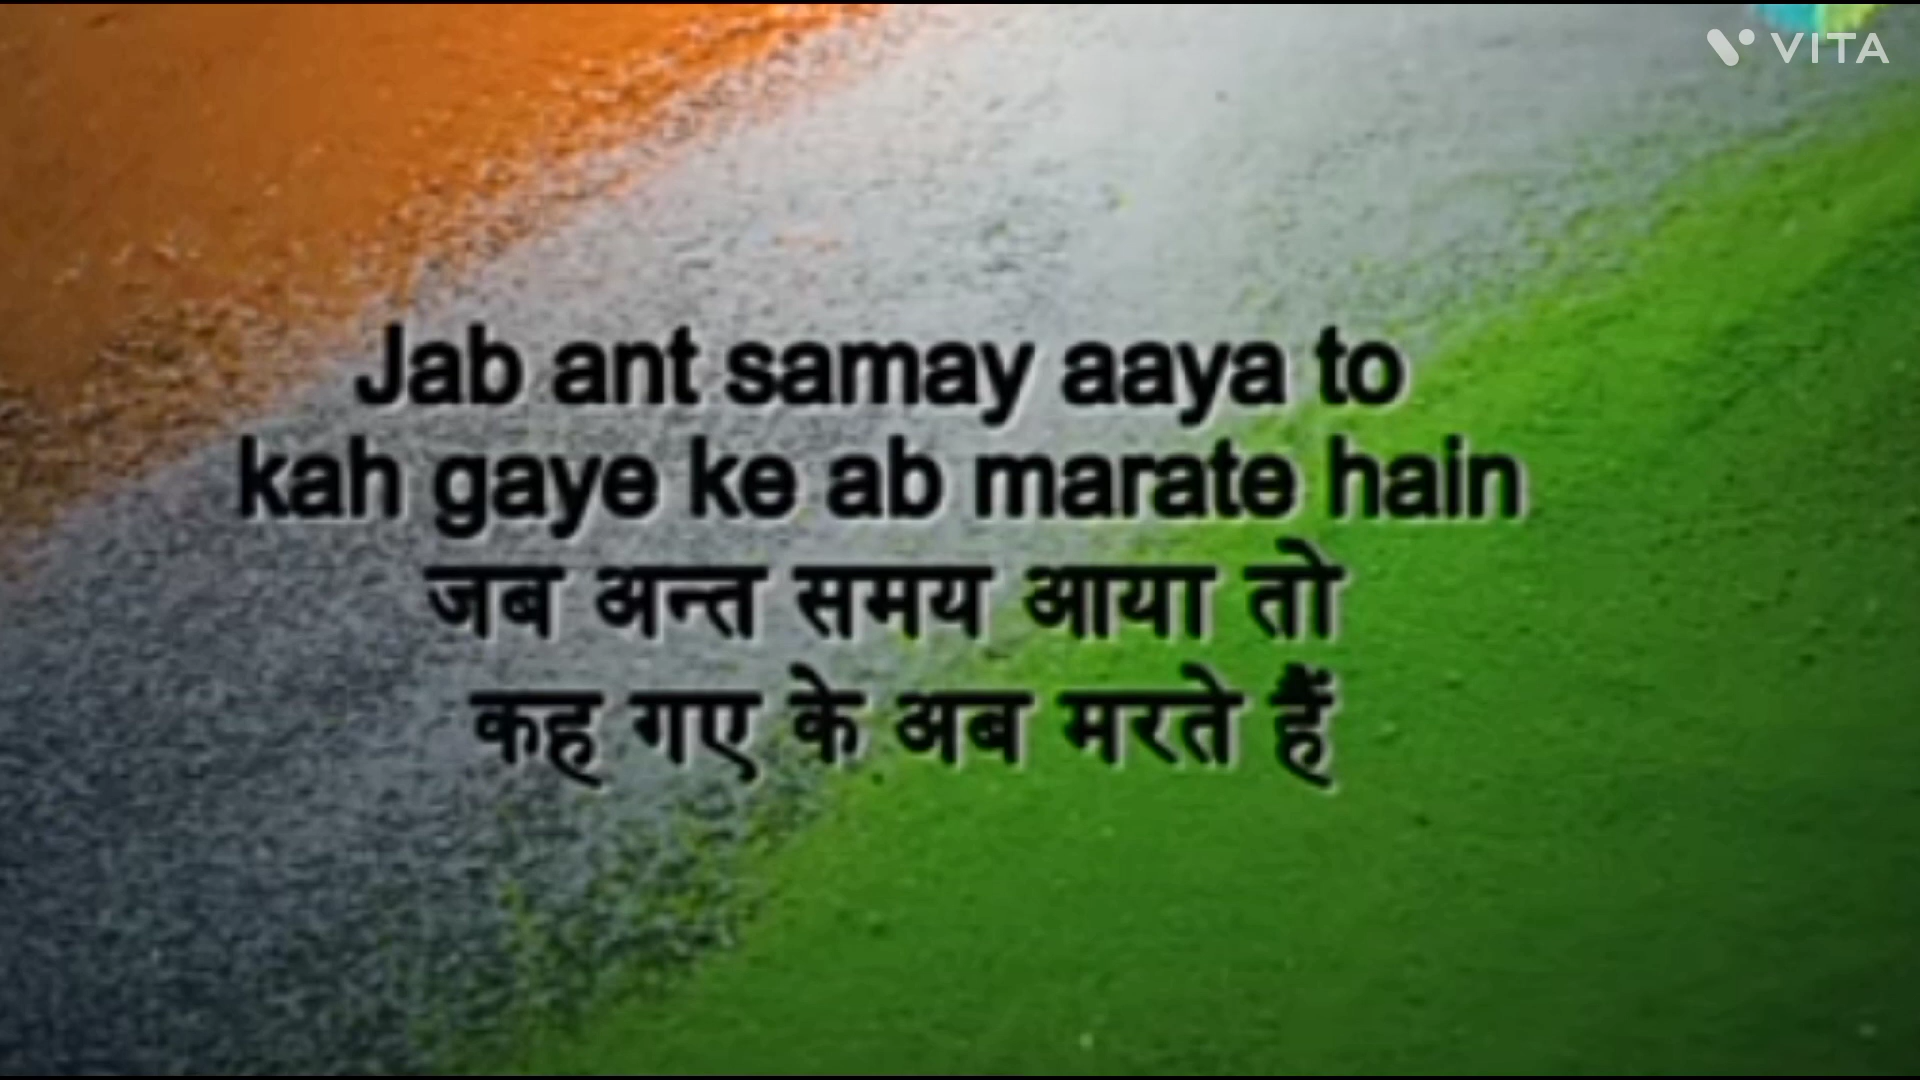 VITA
Jab ant samay aaya to
kah gaye ke ab marate hain
जब अन्त समय आया तो
कह गए के अब मरते हैं